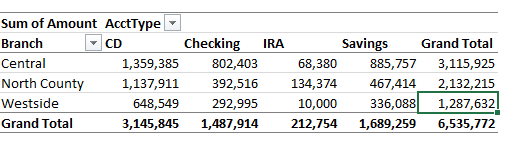 Sum of Amount AcctType
Branch CD Checking IRA Savings Grand Total
Central 1,359,385 802,403 68,380 885,757 3,115,925
North County 1,137,911 392,516 134,374 467,414 2,132,215
Westside 648,549 292,995 10,000 336,088 1,287,632
Grand Total 3,145,845 1,487,914 212,754 1,689,259 6,535,772